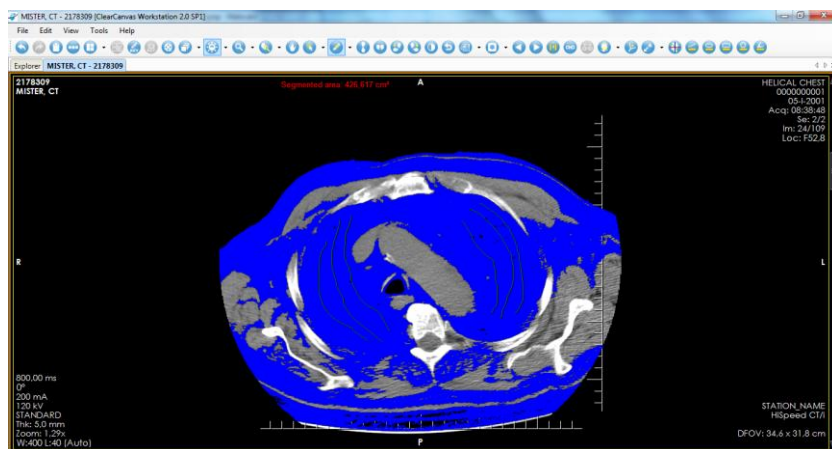 MISTER, CT - 2178309 [ClearCanvas Workstation 2.0 SP1]
File Edit View Tools Help
Explorer MISTER, CT - 2178309
2178309
MISTER, CT
Segmented area: 426.617 cm²
A
HELICAL CHEST
0000000001
05-I-2001
Acq: 08:38:48
Se: 2/2
Im: 24/109
Loc: F52,8
R
L
800,00 ms
0°
200 mA
120 kV
STANDARD
Thk: 5,0 mm
Zoom: 1,29x
W:400 L:40 (Auto)
P
STATION_NAME
HiSpeed CT/i
DFOV: 34,6 x 31,8 cm